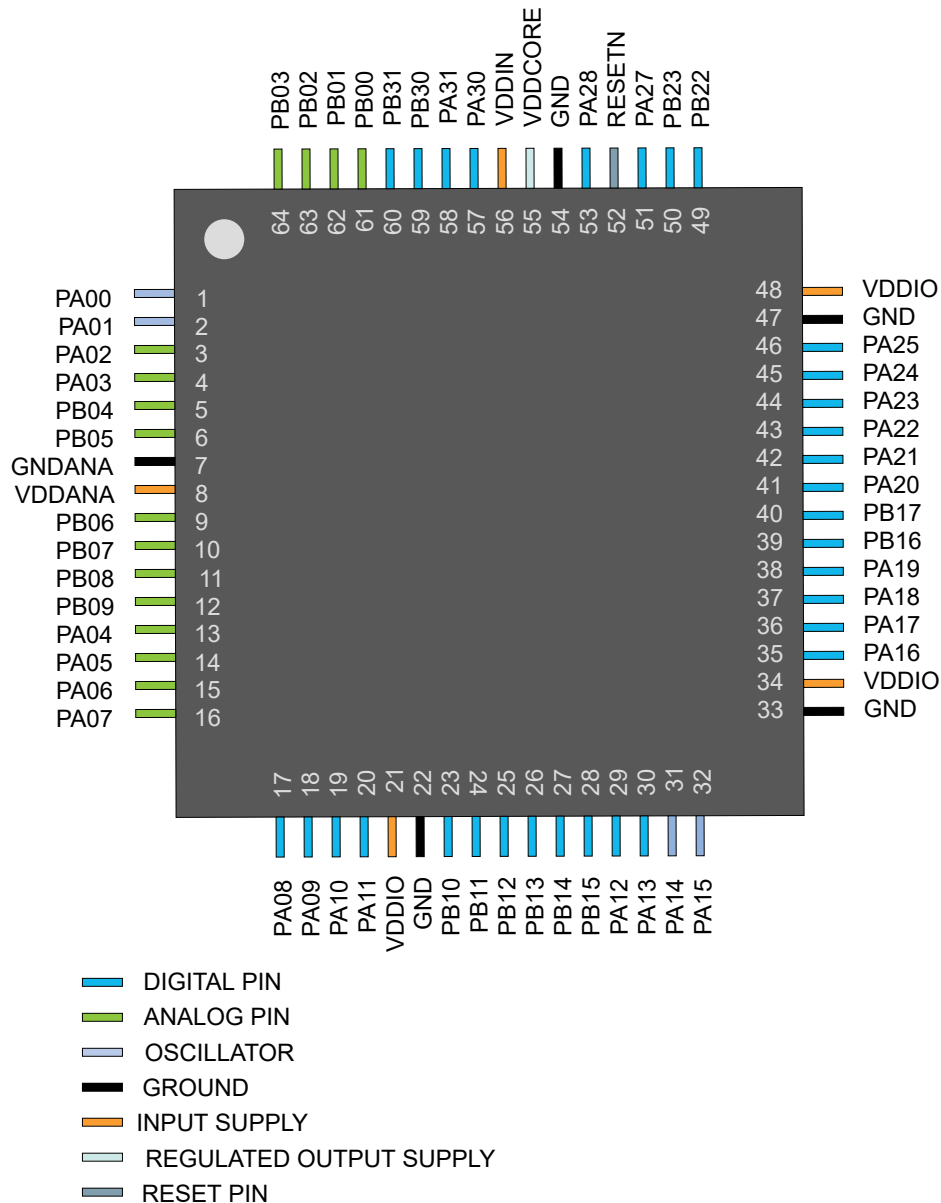 PB03
PB02
PB01
PB00
PB31
PB30
PA31
PA30
VDDIN
VDDCORE
GND
PA28
RESETN
PA27
PB23
PB22
64
63
62
61
60
59
58
57
56
55
54
53
52
51
50
49
PA00 1
PA01 2
PA02 3
PA03 4
PB04 5
PB05 6
GNDANA 7
VDDANA 8
PB06 9
PB07 10
PB08 11
PB09 12
PA04 13
PA05 14
PA06 15
PA07 16
48 VDDIO
47 GND
46 PA25
45 PA24
44 PA23
43 PA22
42 PA21
41 PA20
40 PB17
39 PB16
38 PA19
37 PA18
36 PA17
35 PA16
34 VDDIO
33 GND
17
18
19
20
21
22
23
24
25
26
27
28
29
30
31
32
PA08
PA09
PA10
PA11
VDDIO
GND
PB10
PB11
PB12
PB13
PB14
PB15
PA12
PA13
PA14
PA15
DIGITAL PIN
ANALOG PIN
OSCILLATOR
GROUND
INPUT SUPPLY
REGULATED OUTPUT SUPPLY
RESET PIN